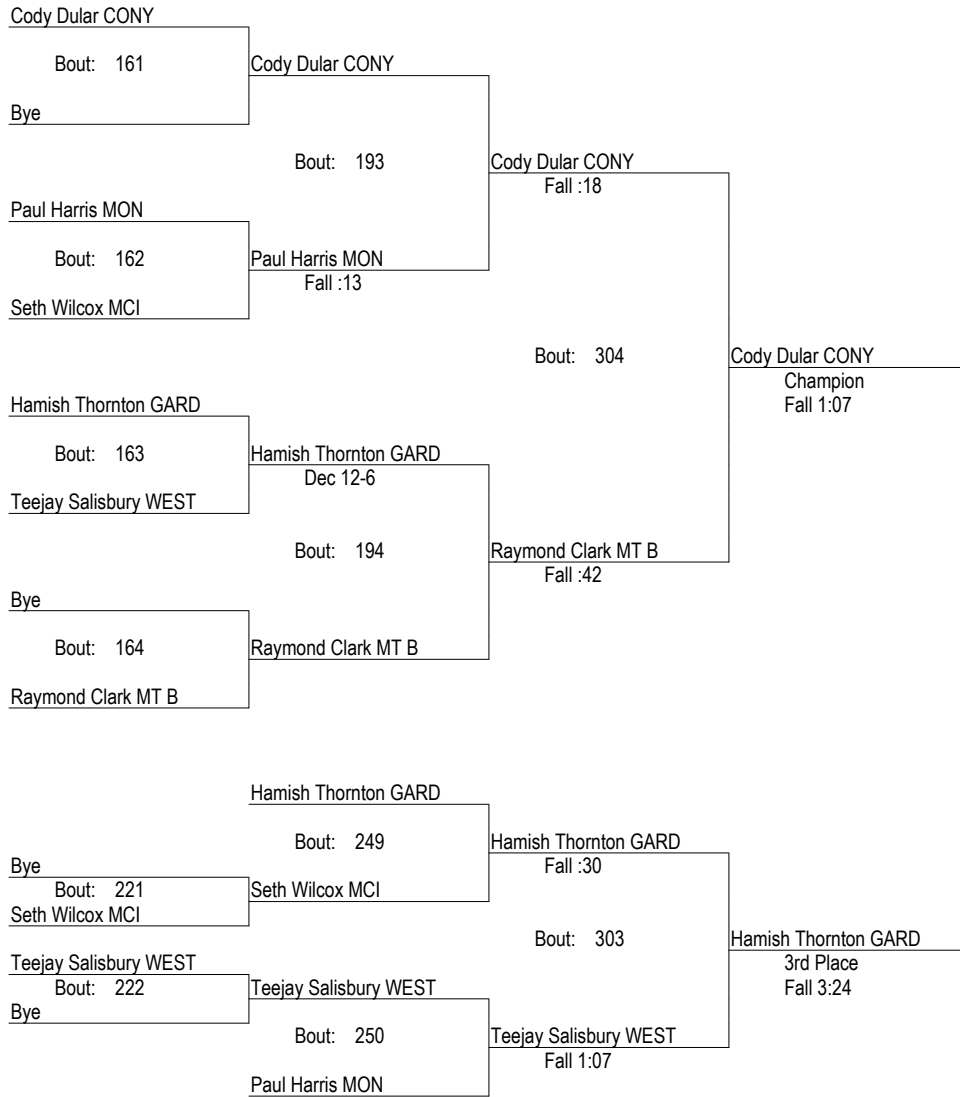 Cody Dular CONY
Bout: 161
Cody Dular CONY
Bye
Bout: 193
Cody Dular CONY
Fall :18
Paul Harris MON
Bout: 162
Paul Harris MON
Fall :13
Seth Wilcox MCI
Bout: 304
Cody Dular CONY
Champion
Fall 1:07
Hamish Thornton GARD
Bout: 163
Hamish Thornton GARD
Dec 12-6
Teejay Salisbury WEST
Bout: 194
Raymond Clark MT B
Fall :42
Bye
Bout: 164
Raymond Clark MT B
Raymond Clark MT B
Hamish Thornton GARD
Bout: 249
Hamish Thornton GARD
Fall :30
Bye
Bout: 221
Seth Wilcox MCI
Seth Wilcox MCI
Bout: 303
Hamish Thornton GARD
3rd Place
Fall 3:24
Teejay Salisbury WEST
Bout: 222
Teejay Salisbury WEST
Bye
Bout: 250
Teejay Salisbury WEST
Fall 1:07
Paul Harris MON